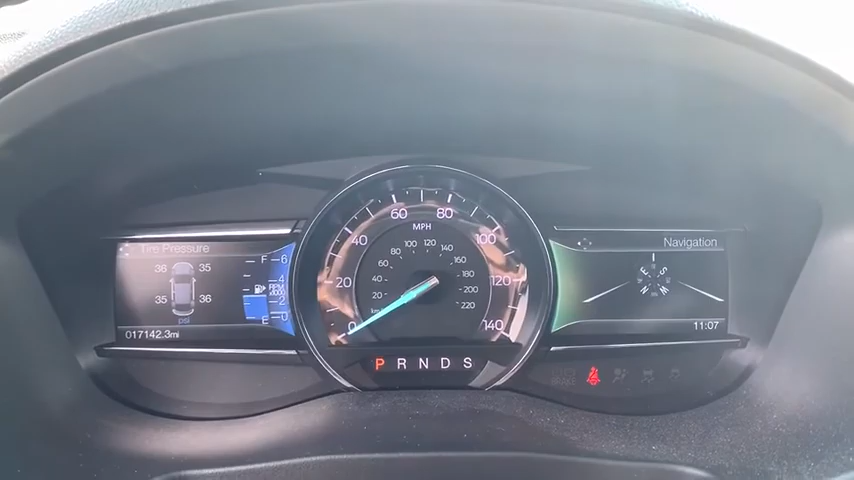 Tire Pressure
36 35
35 36
psi
017142.3mi
F
E
6
4
RPM
x1000
2
0
MPH
0 20 40 60 80 100 120 140
km/h
20 40 60 80 100 120 140 160 180 200 220
P R N D S
Navigation
E S
N W
11:07